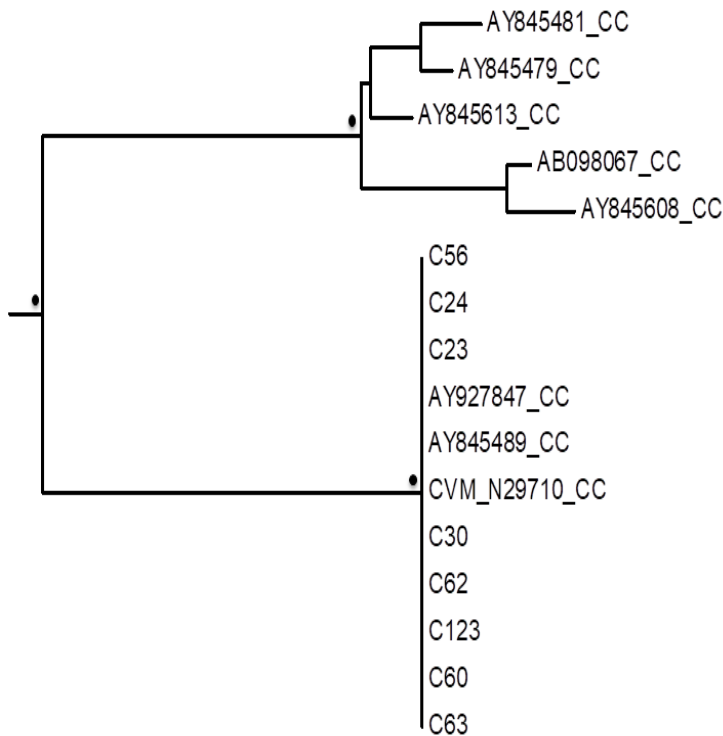 AY845481_CC
AY845479_CC
AY845613_CC
AB098067_CC
AY845608_CC
C56
C24
C23
AY927847_CC
AY845489_CC
CVM_N29710_CC
C30
C62
C123
C60
C63